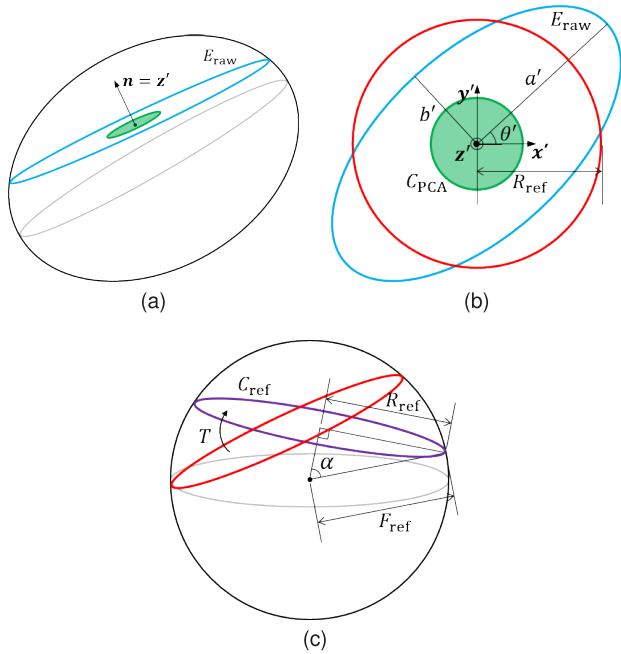 E_raw
n = z′
(a)
E_raw
a′
b′
y′
θ′
z′
x′
C_PCA
R_ref
(b)
C_ref
R_ref
T
α
F_ref
(c)